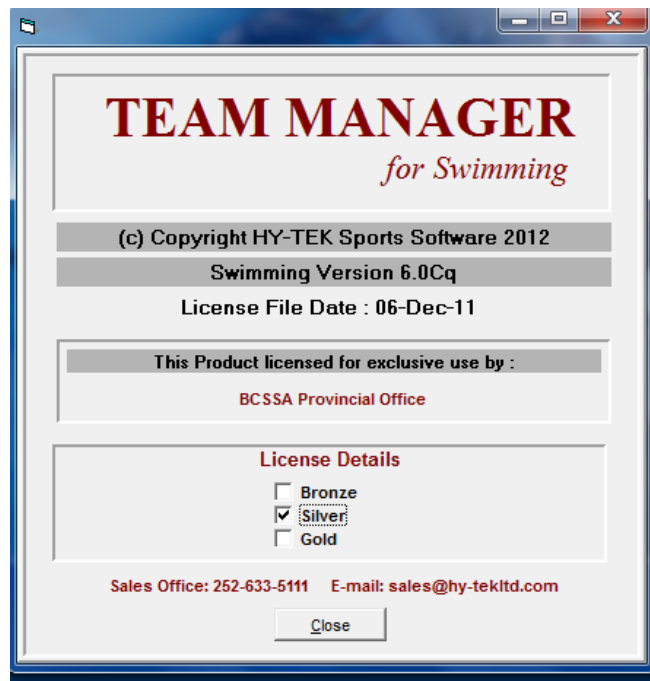 TEAM MANAGER
for Swimming
(c) Copyright HY-TEK Sports Software 2012
Swimming Version 6.0Cq
License File Date : 06-Dec-11
This Product licensed for exclusive use by :
BCSSA Provincial Office
License Details
Bronze
Silver
Gold
Sales Office: 252-633-5111 E-mail: sales@hy-tekltd.com
Close